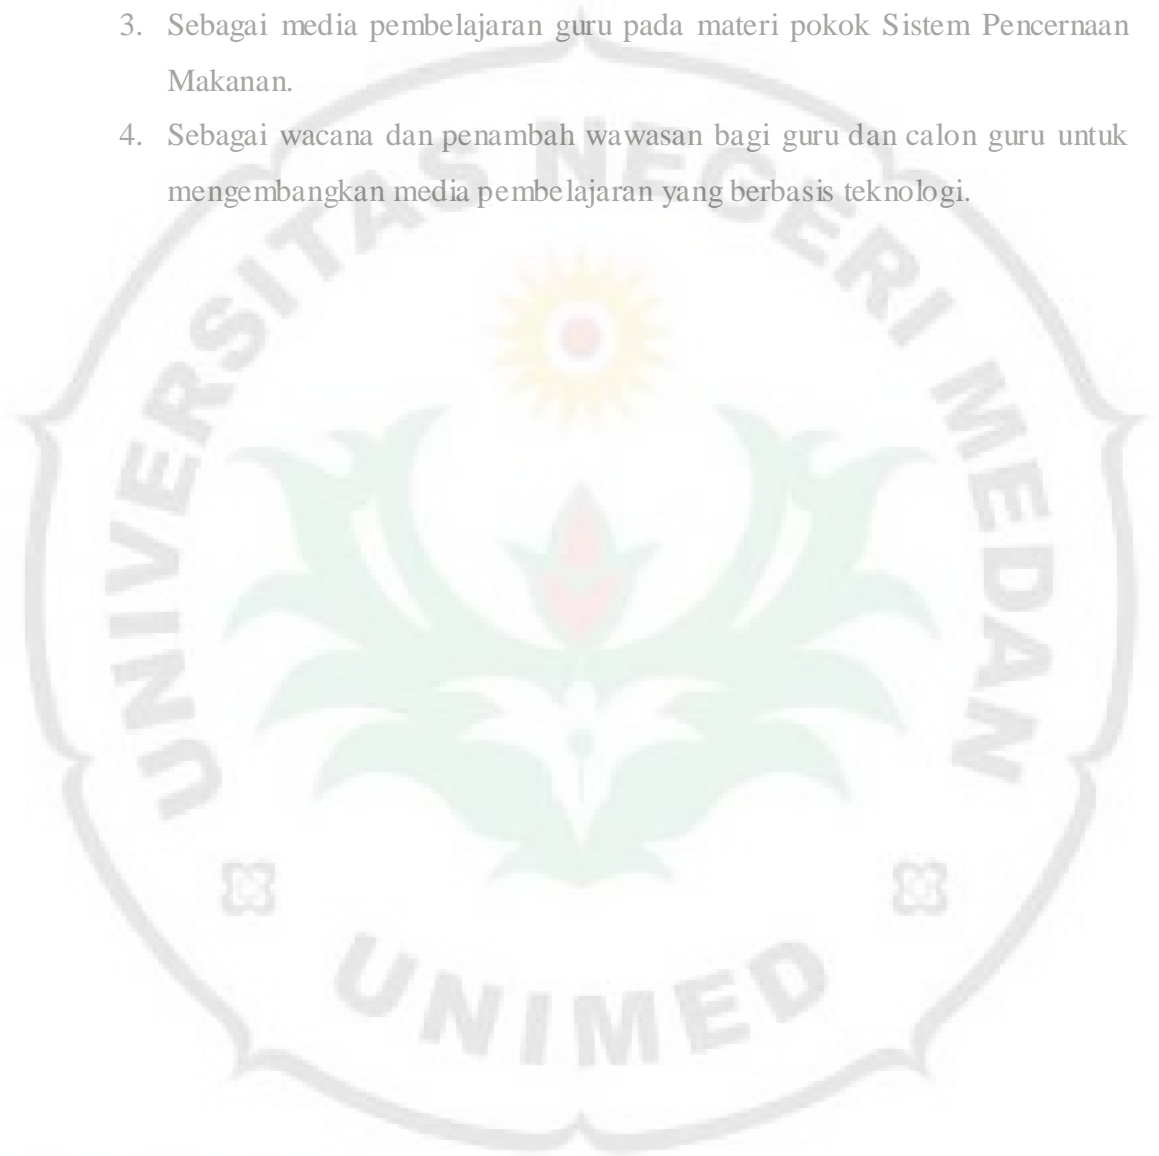 3. Sebagai media pembelajaran guru pada materi pokok Sistem Pencernaan
Makanan.
4. Sebagai wacana dan penambah wawasan bagi guru dan calon guru untuk
mengembangkan media pembelajaran yang berbasis teknologi.
UNIVERSITAS NEGERI MEDAN
UNIMED